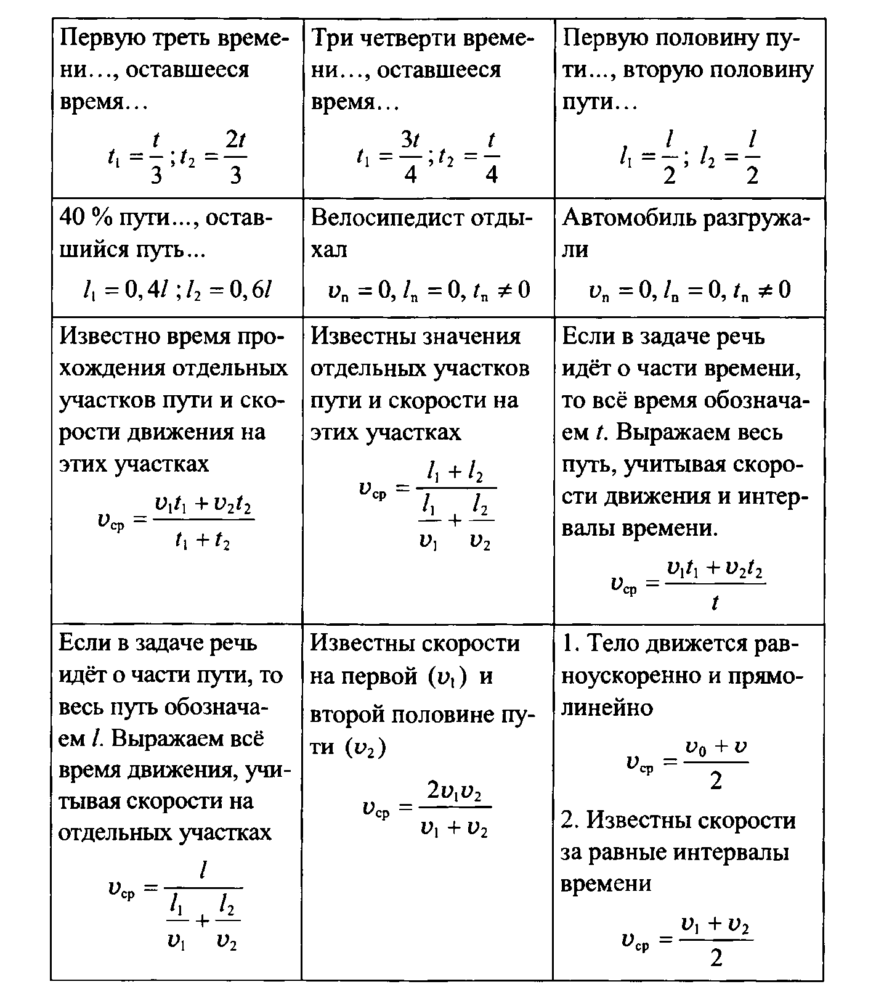 Первую треть време-
ни…, оставшееся
время…
t₁ = t/3; t₂ = 2t/3
Три четверти време-
ни…, оставшееся
время…
t₁ = 3t/4; t₂ = t/4
Первую половину пу-
ти…, вторую половину
пути…
l₁ = l/2; l₂ = l/2
40 % пути…, остав-
шийся путь…
l₁ = 0,4l ; l₂ = 0,6l
Велосипедист отды-
хал
υп = 0, lп = 0, tп ≠ 0
Автомобиль разгружа-
ли
υп = 0, lп = 0, tп ≠ 0
Известно время про-
хождения отдельных
участков пути и ско-
рости движения на
этих участках
υср = (υ₁t₁ + υ₂t₂)/(t₁ + t₂)
Известны значения
отдельных участков
пути и скорости на
этих участках
υср = (l₁ + l₂)/(l₁/υ₁ + l₂/υ₂)
Если в задаче речь
идёт о части времени,
то всё время обознача-
ем t. Выражаем весь
путь, учитывая скоро-
сти движения и интер-
валы времени.
υср = (υ₁t₁ + υ₂t₂)/t
Если в задаче речь
идёт о части пути, то
весь путь обознача-
ем l. Выражаем всё
время движения, учи-
тывая скорости на
отдельных участках
υср = l/(l₁/υ₁ + l₂/υ₂)
Известны скорости
на первой (υ₁) и
второй половине пу-
ти (υ₂)
υср = 2υ₁υ₂/(υ₁ + υ₂)
1. Тело движется рав-
ноускоренно и прямо-
линейно
υср = (υ₀ + υ)/2
2. Известны скорости
за равные интервалы
времени
υср = (υ₁ + υ₂)/2